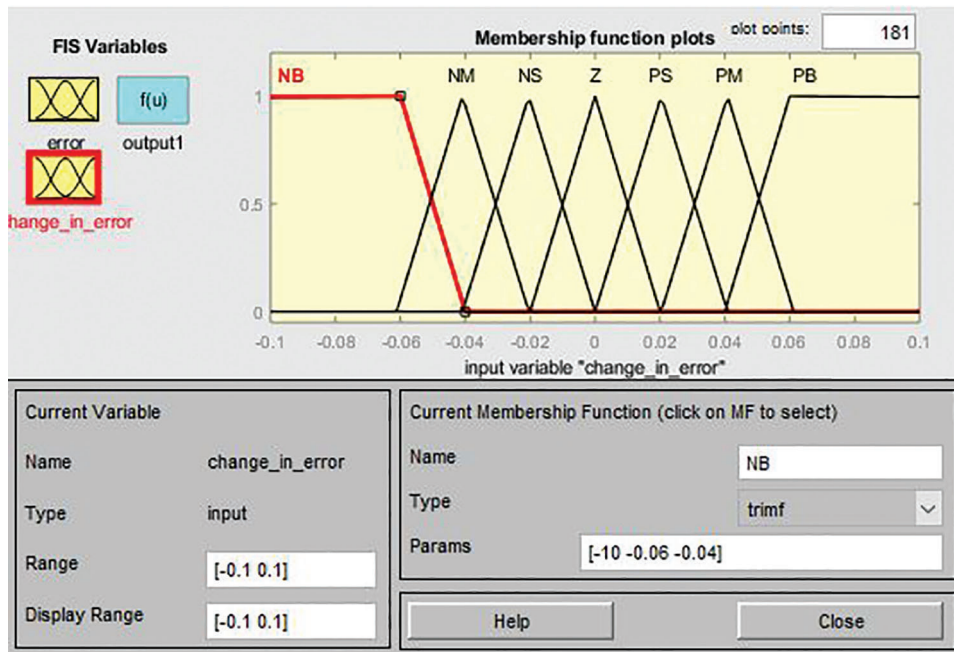 FIS Variables
f(u)
error
output1
hange_in_error
Membership function plots
plot points:
181
NB NM NS Z PS PM PB
1
0.5
0
-0.1 -0.08 -0.06 -0.04 -0.02 0 0.02 0.04 0.06 0.08 0.1
input variable "change_in_error"
Current Variable
Name change_in_error
Type input
Range [-0.1 0.1]
Display Range [-0.1 0.1]
Current Membership Function (click on MF to select)
Name NB
Type trimf
Params [-10 -0.06 -0.04]
Help Close